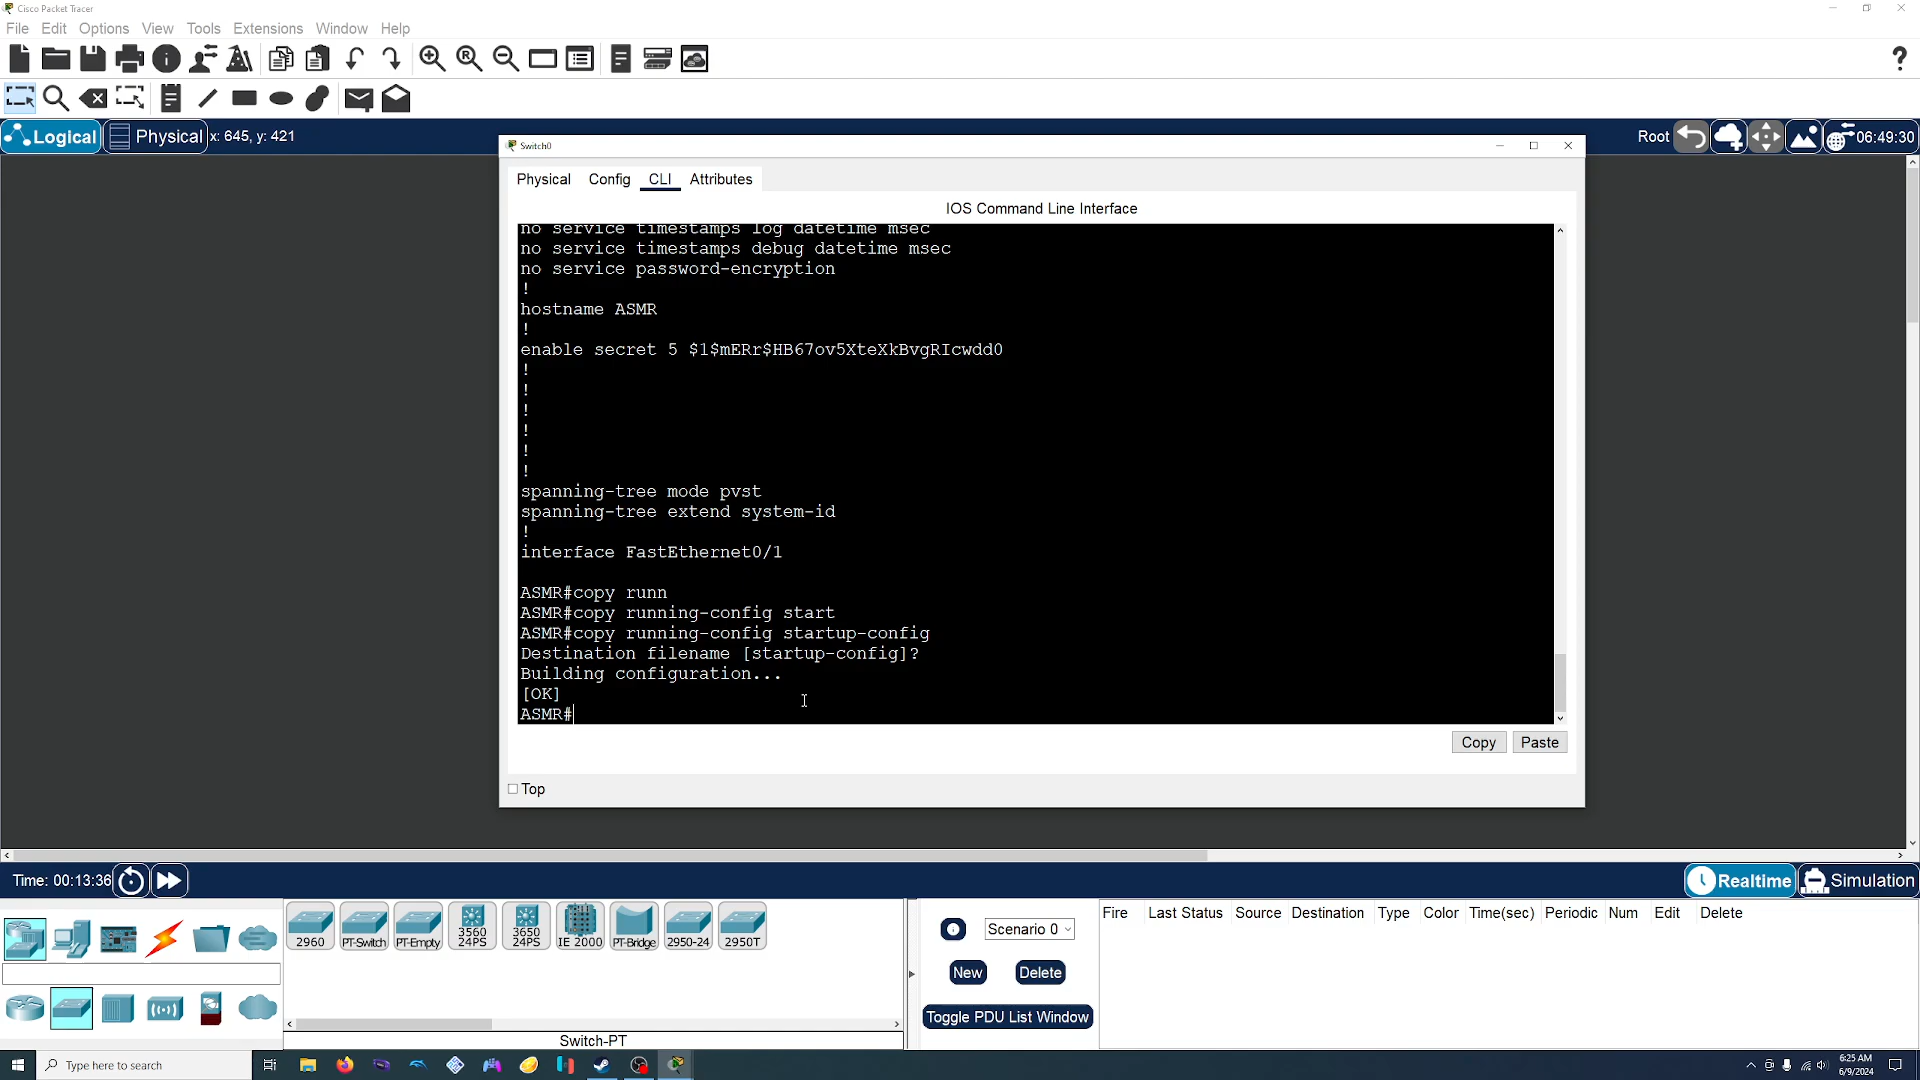 Cisco Packet Tracer
File Edit Options View Tools Extensions Window Help
Logical Physical x: 645, y: 421
Root 06:49:30
Switch0
Physical Config CLI Attributes
IOS Command Line Interface
no service timestamps log datetime msec
no service timestamps debug datetime msec
no service password-encryption
!
hostname ASMR
!
enable secret 5 $1$mERr$HB67ov5XteXkBvgRIcwdd0
!
!
!
!
!
!
spanning-tree mode pvst
spanning-tree extend system-id
!
interface FastEthernet0/1
ASMR#copy runn
ASMR#copy running-config start
ASMR#copy running-config startup-config
Destination filename [startup-config]?
Building configuration...
[OK]
ASMR#
Copy Paste
Top
Time: 00:13:36
Realtime Simulation
2960 PT-Switch PT-Empty 3560 24PS 3650 24PS IE 2000 PT-Bridge 2950-24 2950T
Switch-PT
Scenario 0
New Delete
Toggle PDU List Window
Fire Last Status Source Destination Type Color Time(sec) Periodic Num Edit Delete
Type here to search
6:25 AM
6/9/2024